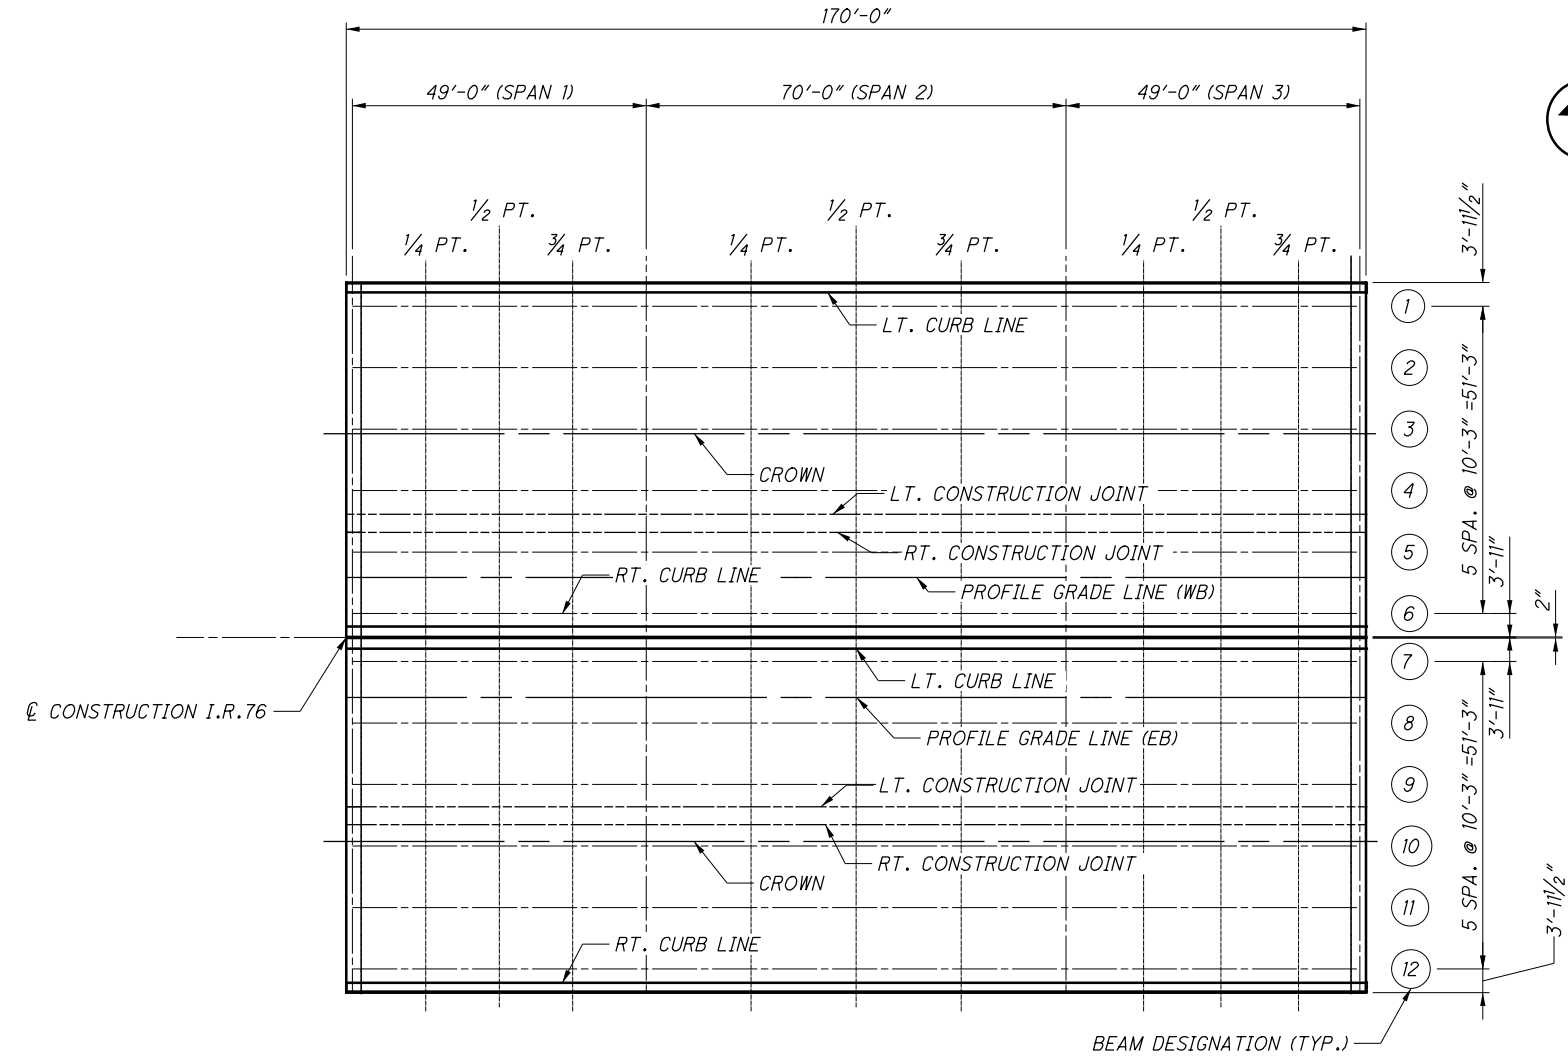 170'-0"
49'-0" (SPAN 1)
70'-0" (SPAN 2)
49'-0" (SPAN 3)
1/2 PT.
1/2 PT.
1/2 PT.
1/4 PT.
3/4 PT.
1/4 PT.
3/4 PT.
1/4 PT.
3/4 PT.
3'-11 1/2"
1
LT. CURB LINE
2
5 SPA. @ 10'-3" =51'-3"
3
CROWN
4
LT. CONSTRUCTION JOINT
RT. CONSTRUCTION JOINT
5
3'-11"
RT. CURB LINE
PROFILE GRADE LINE (WB)
6
2"
7
LT. CURB LINE
℄ CONSTRUCTION I.R.76
3'-11"
8
PROFILE GRADE LINE (EB)
LT. CONSTRUCTION JOINT
9
5 SPA. @ 10'-3" =51'-3"
10
RT. CONSTRUCTION JOINT
CROWN
11
3'-11 1/2"
RT. CURB LINE
12
BEAM DESIGNATION (TYP.)